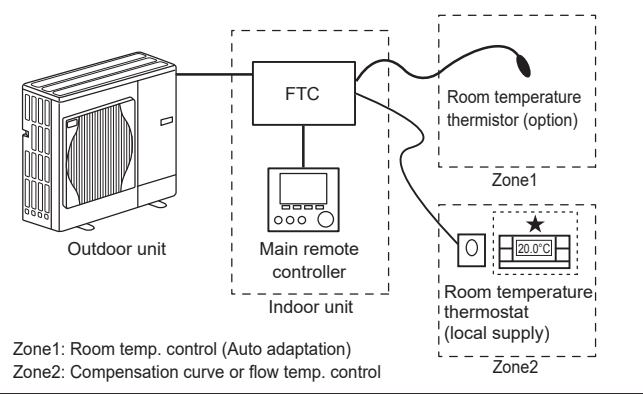 FTC
Room temperature
thermistor (option)
Zone1
Outdoor unit
Main remote
controller
Indoor unit
20.0°C
Room temperature
thermostat
(local supply)
Zone2
Zone1: Room temp. control (Auto adaptation)
Zone2: Compensation curve or flow temp. control